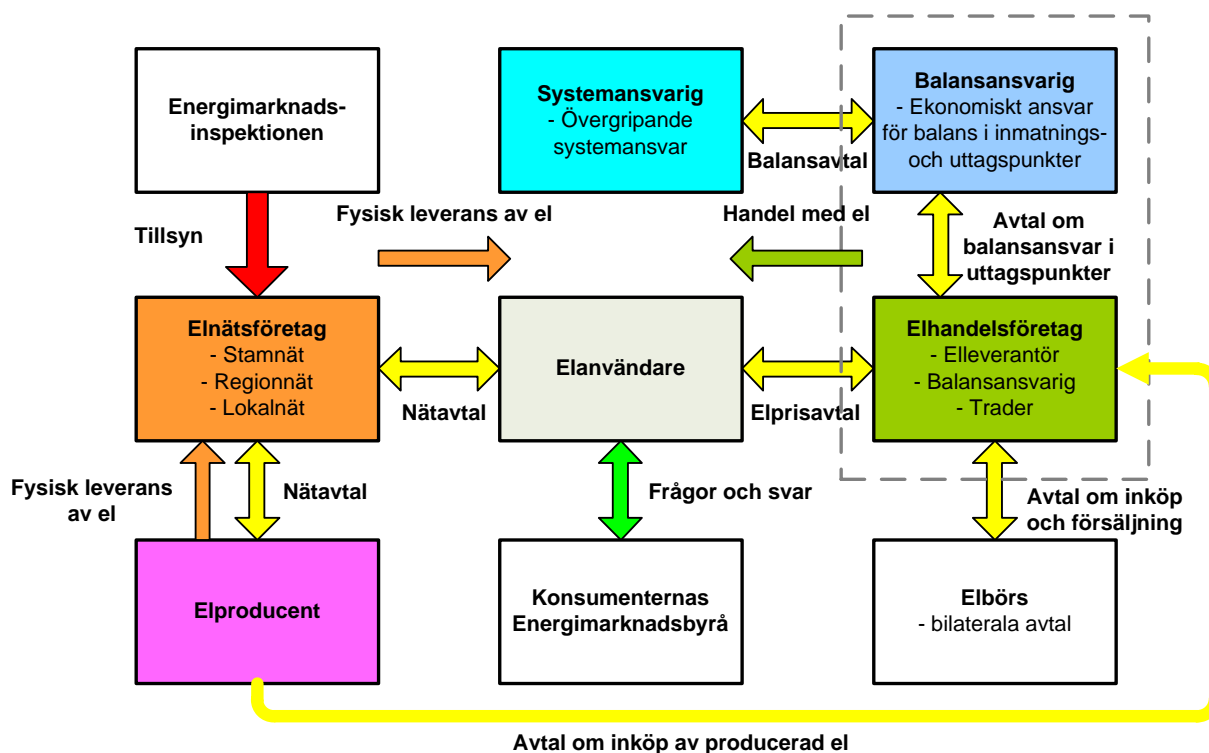 Energimarknads-
inspektionen
Systemansvarig
- Övergripande
systemansvar
Balansansvarig
- Ekonomiskt ansvar
för balans i inmatnings-
och uttagspunkter
Balansavtal
Tillsyn
Fysisk leverans av el
Handel med el
Avtal om
balansansvar i
uttagspunkter
Elnätsföretag
- Stamnät
- Regionnät
- Lokalnät
Nätavtal
Elanvändare
Elprisavtal
Elhandelsföretag
- Elleverantör
- Balansansvarig
- Trader
Fysisk leverans
av el
Nätavtal
Frågor och svar
Avtal om inköp
och försäljning
Elproducent
Konsumenternas
Energimarknadsbyrå
Elbörs
- bilaterala avtal
Avtal om inköp av producerad el